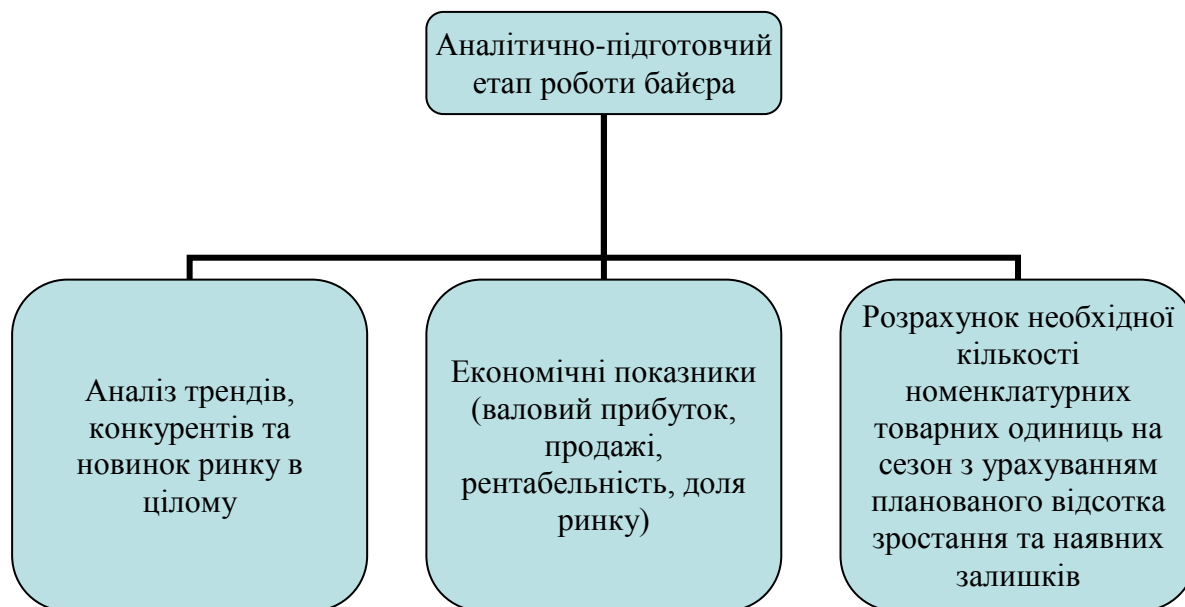 Аналітично-підготовчий
етап роботи байєра
Аналіз трендів,
конкурентів та
новинок ринку в
цілому
Економічні показники
(валовий прибуток,
продажі,
рентабельність, доля
ринку)
Розрахунок необхідної
кількості
номенклатурних
товарних одиниць на
сезон з урахуванням
планованого відсотка
зростання та наявних
залишків